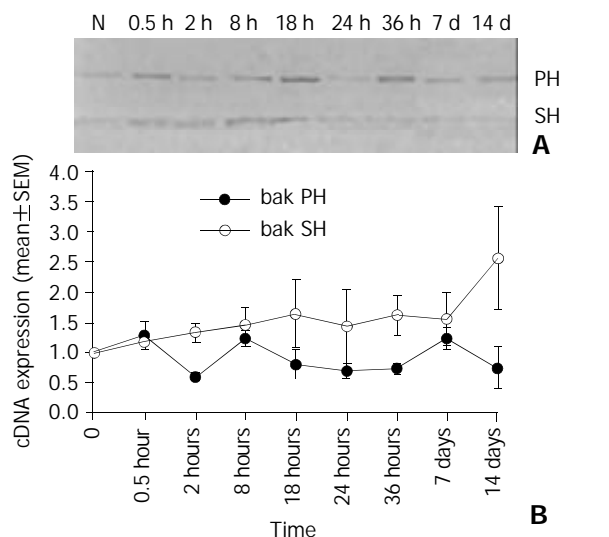 N 0.5 h 2 h 8 h 18 h 24 h 36 h 7 d 14 d
PH
SH
A
cDNA expression (mean±SEM)
4.0
3.5
3.0
2.5
2.0
1.5
1.0
0.5
0.0
bak PH
bak SH
0
0.5 hour
2 hours
8 hours
18 hours
24 hours
36 hours
7 days
14 days
Time
B